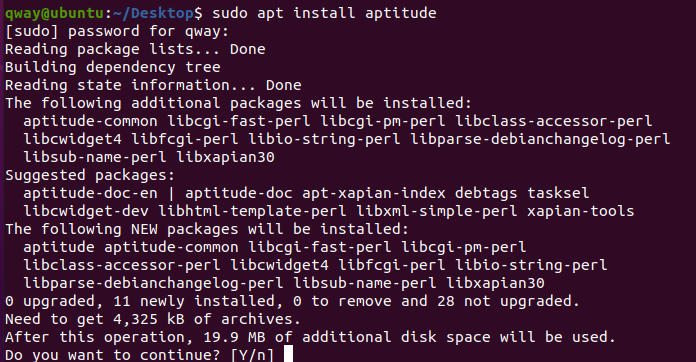 qway@ubuntu:~/Desktop$ sudo apt install aptitude
[sudo] password for qway:
Reading package lists... Done
Building dependency tree
Reading state information... Done
The following additional packages will be installed:
  aptitude-common libcgi-fast-perl libcgi-pm-perl libclass-accessor-perl
  libcwidget4 libfcgi-perl libio-string-perl libparse-debianchangelog-perl
  libsub-name-perl libxapian30
Suggested packages:
  aptitude-doc-en | aptitude-doc apt-xapian-index debtags tasksel
  libcwidget-dev libhtml-template-perl libxml-simple-perl xapian-tools
The following NEW packages will be installed:
  aptitude aptitude-common libcgi-fast-perl libcgi-pm-perl
  libclass-accessor-perl libcwidget4 libfcgi-perl libio-string-perl
  libparse-debianchangelog-perl libsub-name-perl libxapian30
0 upgraded, 11 newly installed, 0 to remove and 28 not upgraded.
Need to get 4,325 kB of archives.
After this operation, 19.9 MB of additional disk space will be used.
Do you want to continue? [Y/n]